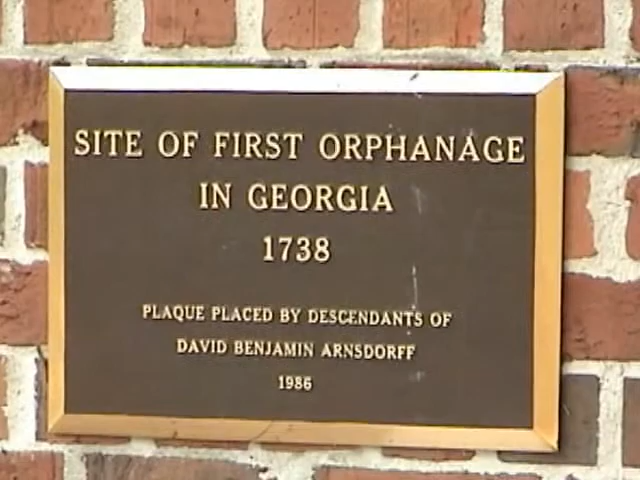 SITE OF FIRST ORPHANAGE
IN GEORGIA
1738
PLAQUE PLACED BY DESCENDANTS OF
DAVID BENJAMIN ARNSDORFF
1986